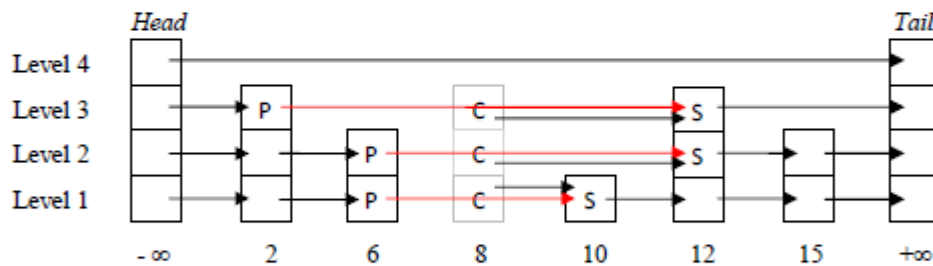 Head Tail
Level 4
Level 3 P C S
Level 2 P C S
Level 1 P C S
- ∞ 2 6 8 10 12 15 +∞